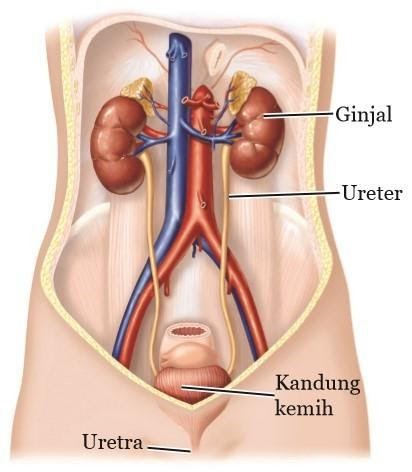 Ginjal
Ureter
Kandung
kemih
Uretra